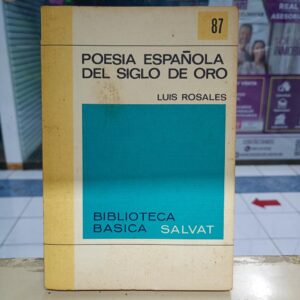 87
POESIA ESPAÑOLA
DEL SIGLO DE ORO
LUIS ROSALES
BIBLIOTECA
BASICA SALVAT